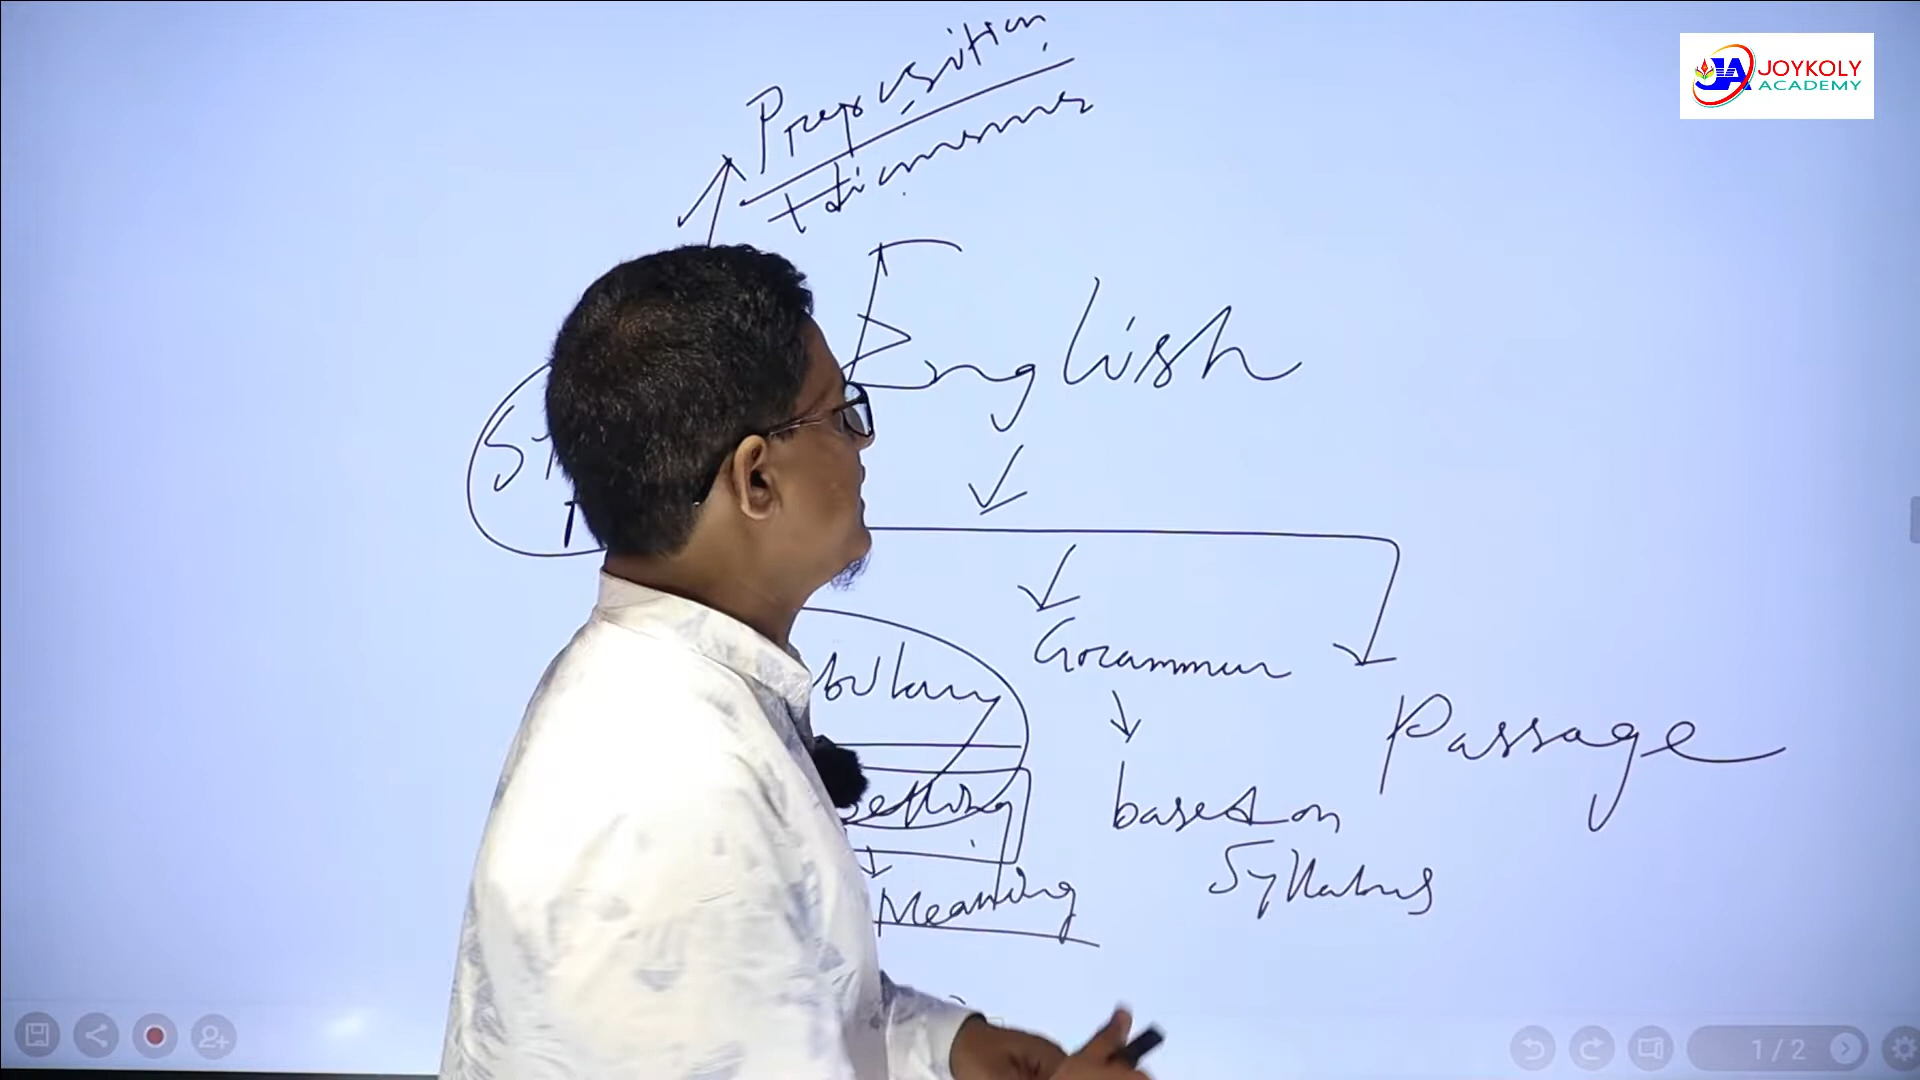 Preposition
JOYKOLY
ACADEMY
English
Grammar
Passage
based on
Syllabus
Meaning
1/2